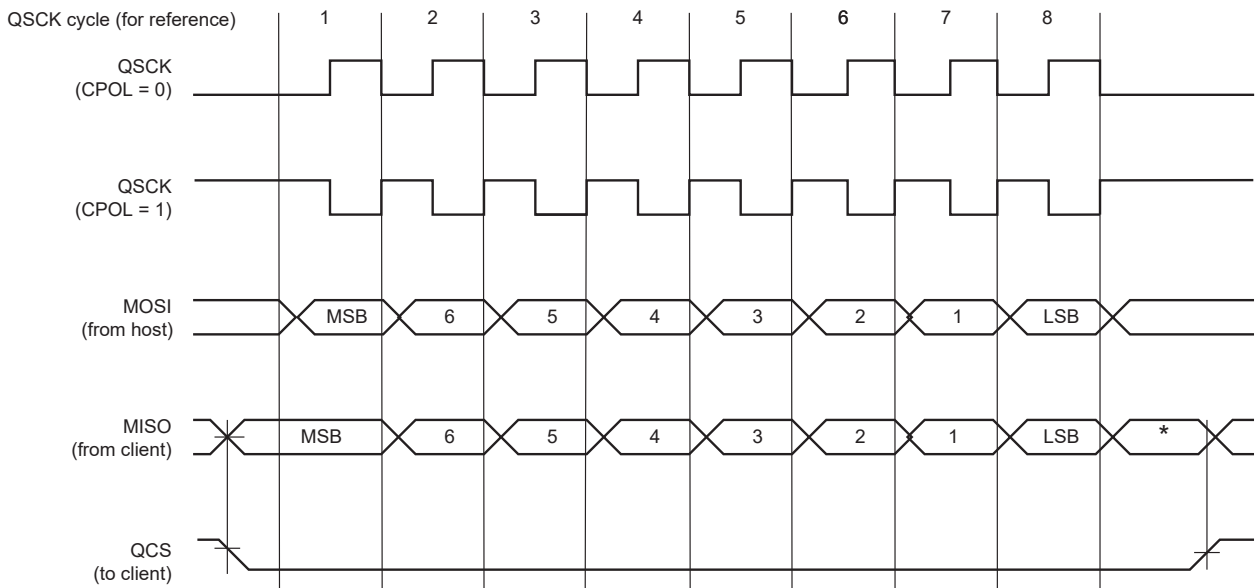 QSCK cycle (for reference) 1 2 3 4 5 6 7 8
QSCK
(CPOL = 0)
QSCK
(CPOL = 1)
MOSI
(from host)
MSB 6 5 4 3 2 1 LSB
MISO
(from client)
MSB 6 5 4 3 2 1 LSB *
QCS
(to client)